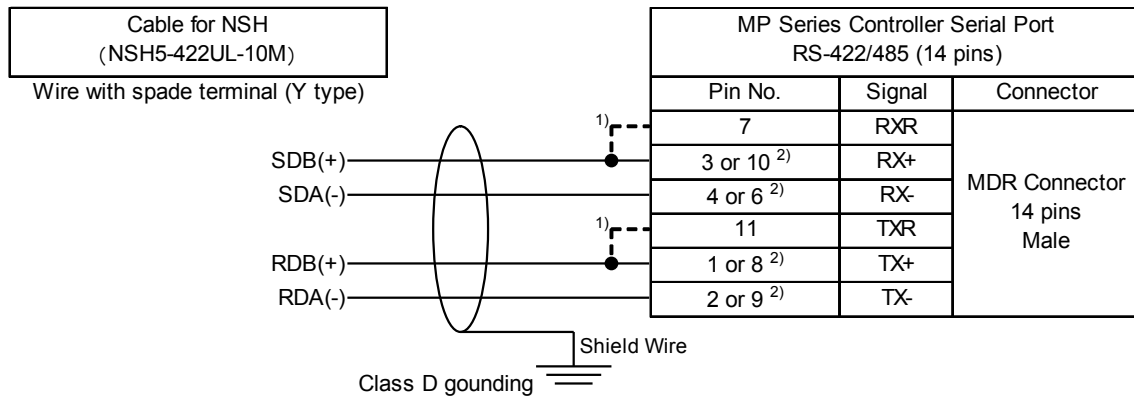 Cable for NSH
(NSH5-422UL-10M)
Wire with spade terminal (Y type)
MP Series Controller Serial Port
RS-422/485 (14 pins)
Pin No. Signal Connector
1) 7 RXR
SDB(+) 3 or 10 2) RX+
SDA(-) 4 or 6 2) RX-
MDR Connector
14 pins
Male
1) 11 TXR
RDB(+) 1 or 8 2) TX+
RDA(-) 2 or 9 2) TX-
Shield Wire
Class D gounding